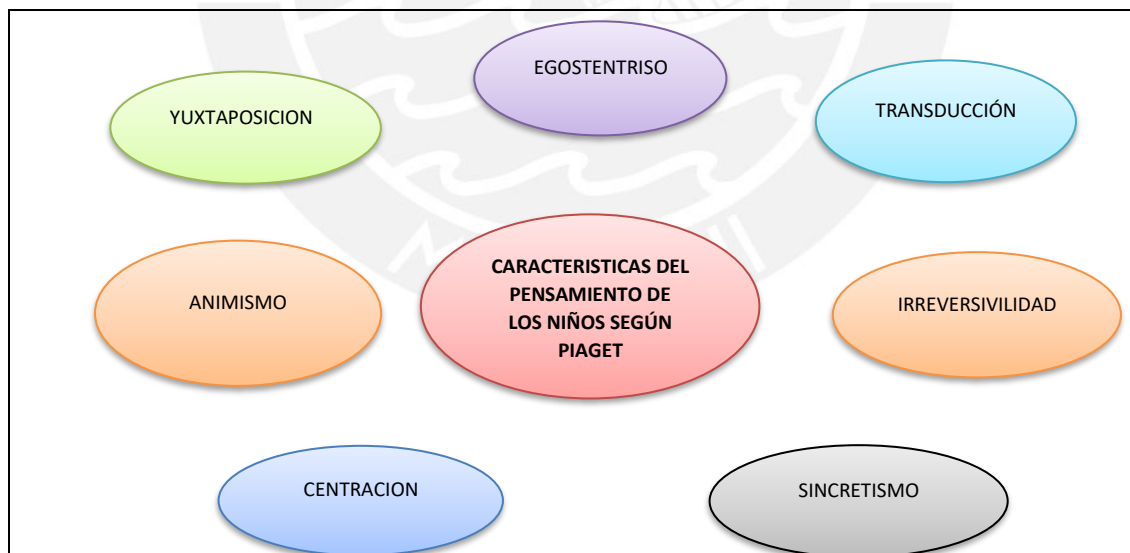 EGOSTENTRISO
YUXTAPOSICION
TRANSDUCCIÓN
CARACTERISTICAS DEL
PENSAMIENTO DE
LOS NIÑOS SEGÚN
PIAGET
ANIMISMO
IRREVERSIVILIDAD
CENTRACION
SINCRETISMO